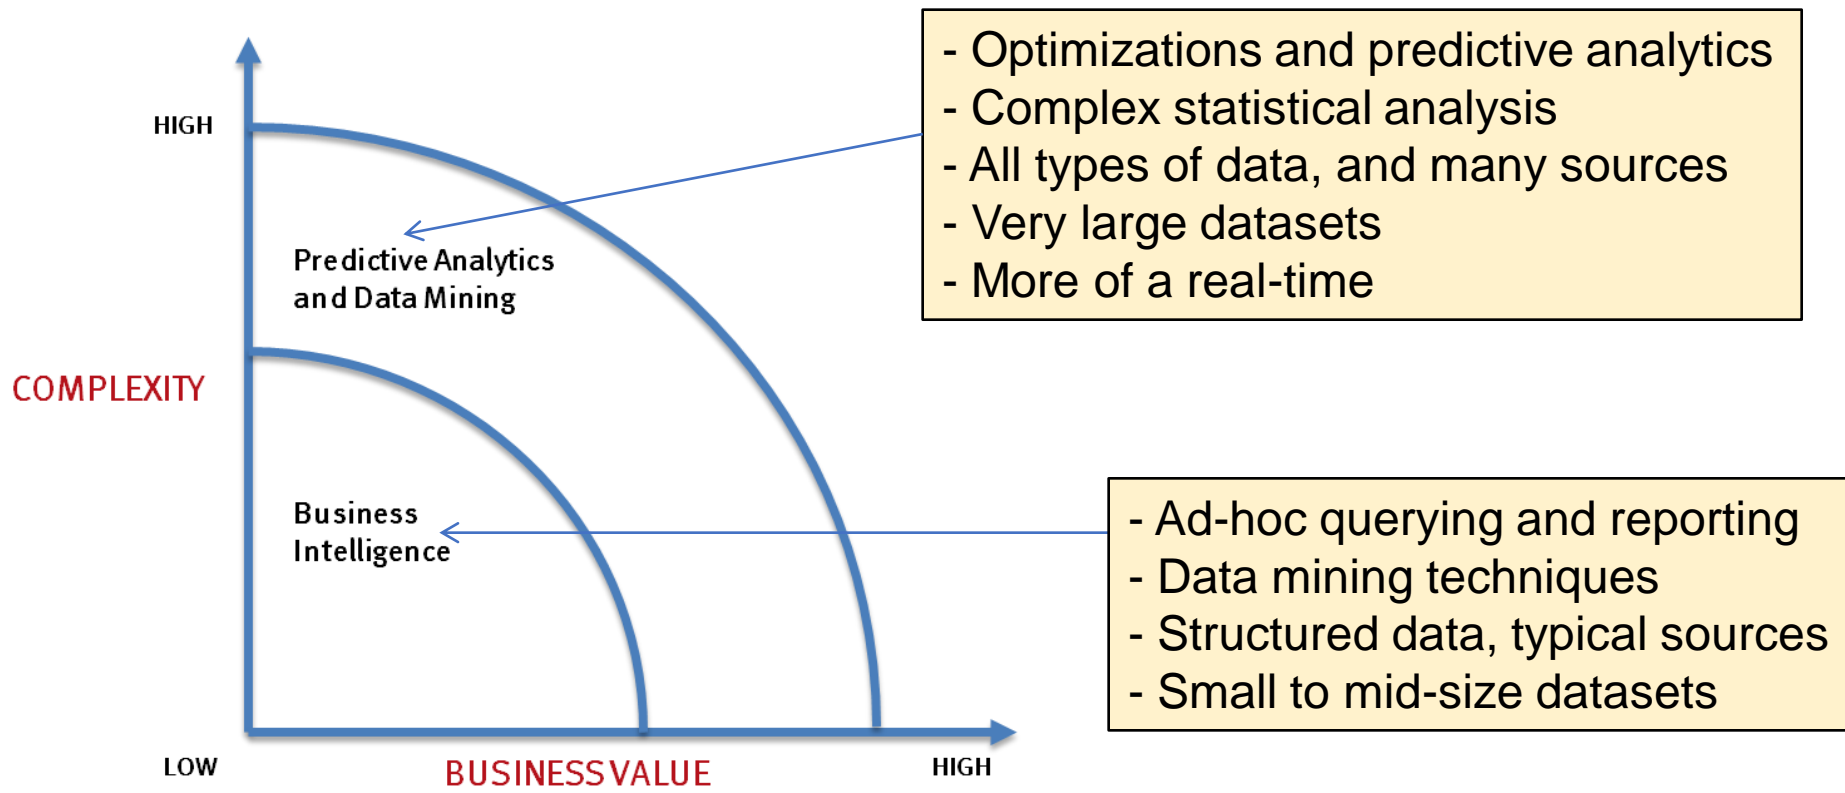 - Optimizations and predictive analytics
- Complex statistical analysis
- All types of data, and many sources
- Very large datasets
- More of a real-time
HIGH
Predictive Analytics
and Data Mining
COMPLEXITY
Business
Intelligence
- Ad-hoc querying and reporting
- Data mining techniques
- Structured data, typical sources
- Small to mid-size datasets
LOW
BUSINESS VALUE
HIGH